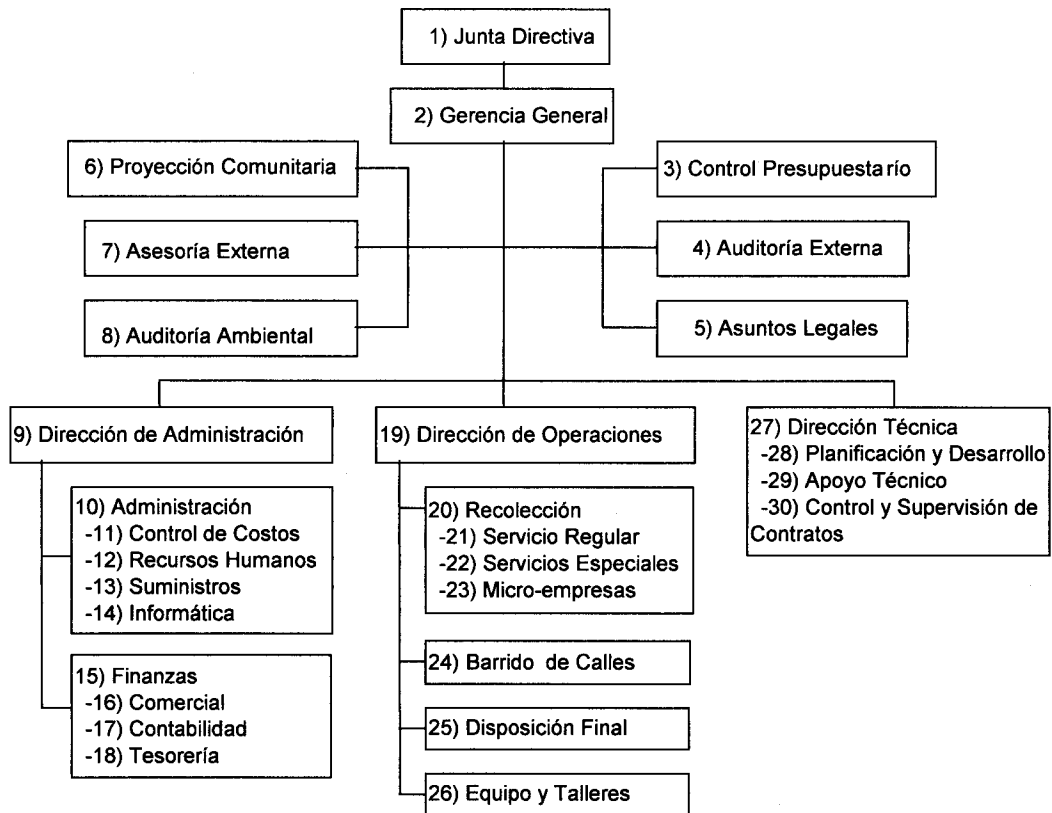 1) Junta Directiva
2) Gerencia General
6) Proyección Comunitaria
3) Control Presupuestarío
7) Asesoría Externa
4) Auditoría Externa
8) Auditoría Ambiental
5) Asuntos Legales
9) Dirección de Administración
10) Administración
-11) Control de Costos
-12) Recursos Humanos
-13) Suministros
-14) Informática
15) Finanzas
-16) Comercial
-17) Contabilidad
-18) Tesorería
19) Dirección de Operaciones
20) Recolección
-21) Servicio Regular
-22) Servicios Especiales
-23) Micro-empresas
24) Barrido de Calles
25) Disposición Final
26) Equipo y Talleres
27) Dirección Técnica
-28) Planificación y Desarrollo
-29) Apoyo Técnico
-30) Control y Supervisión de
Contratos